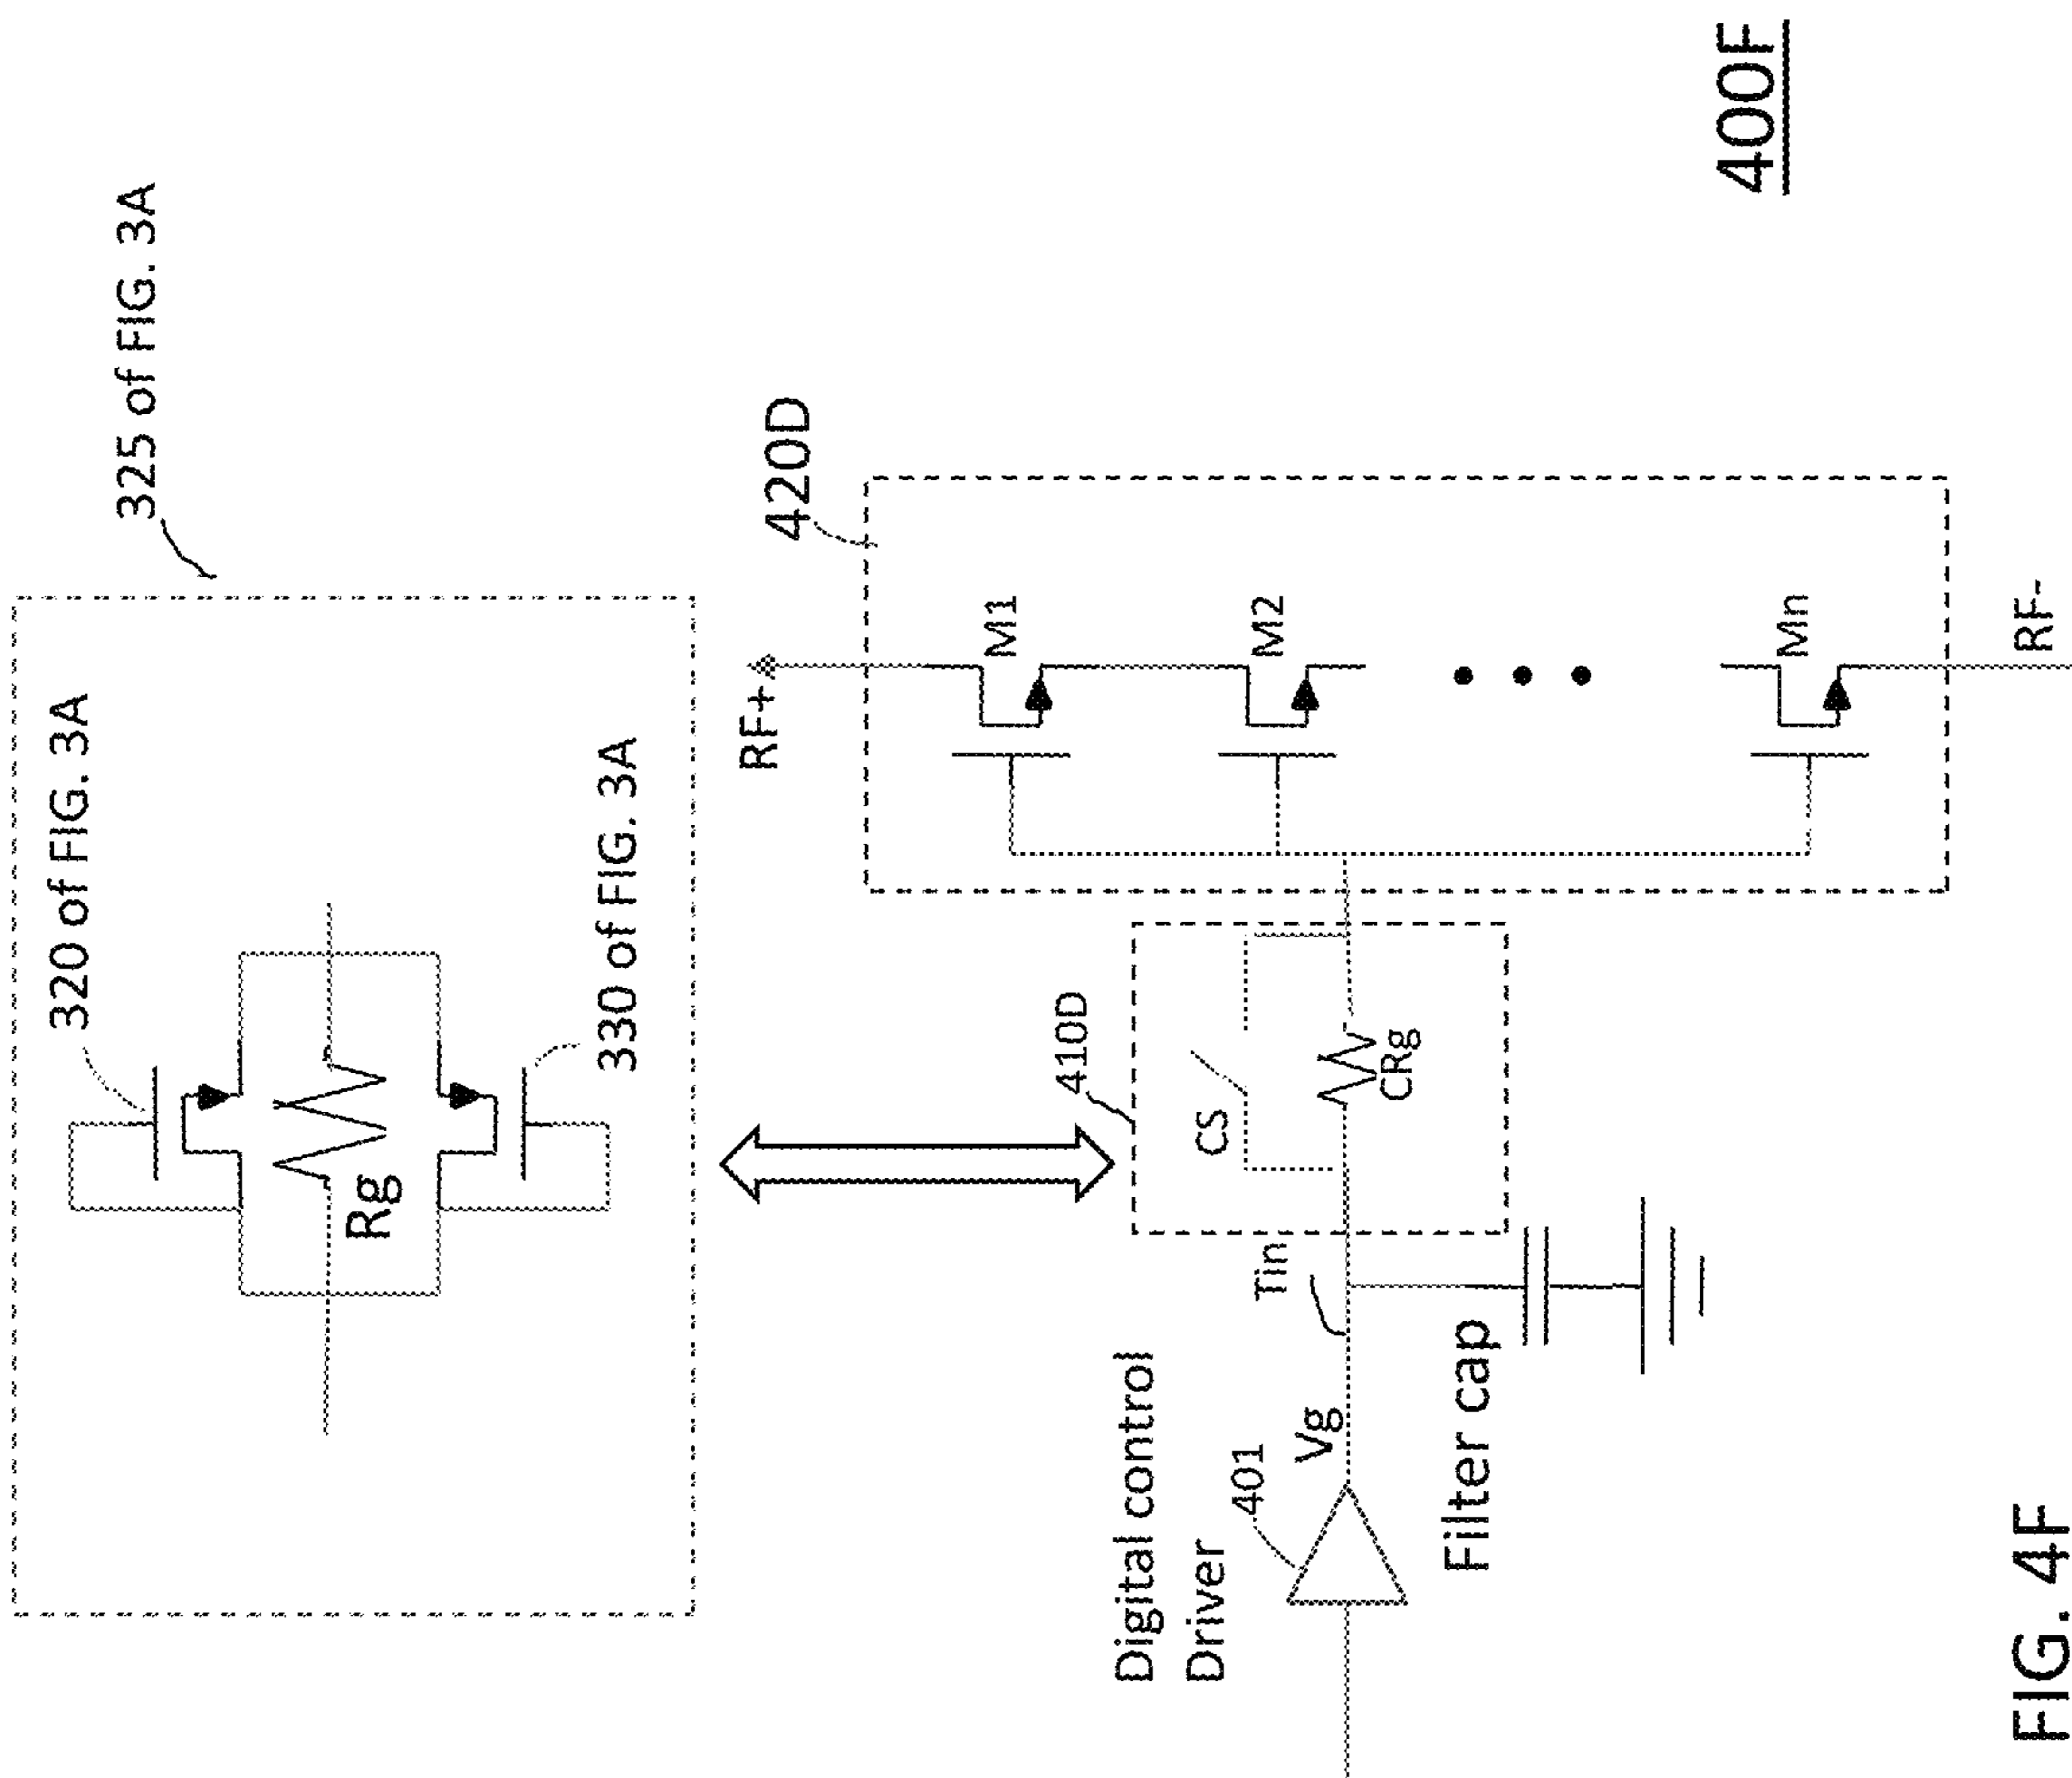 325 of FIG. 3A
320 of FIG. 3A
Rg
330 of FIG. 3A
420D
RF+
M1
M2
Mn
RF-
410D
CS
CRg
Tin
Digital control
Driver
401
Vg
Filter cap
400F
FIG. 4F